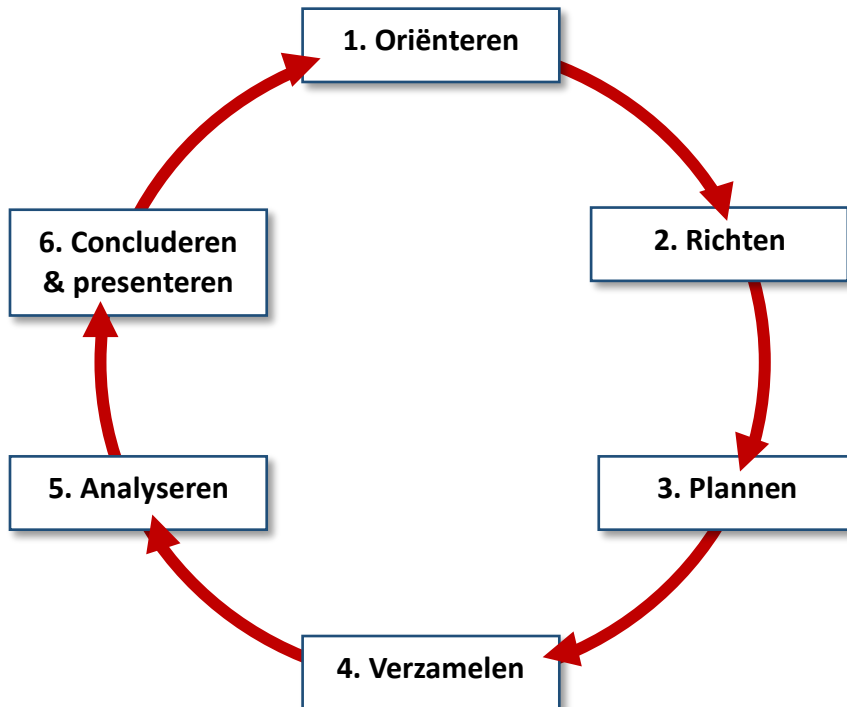 1. Oriënteren
2. Richten
3. Plannen
4. Verzamelen
5. Analyseren
6. Concluderen
& presenteren